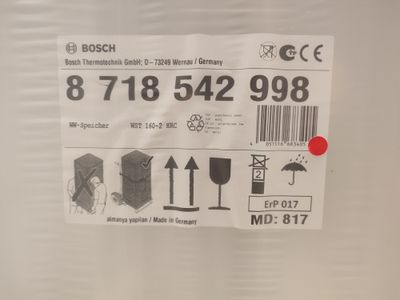 BOSCH
Bosch Thermotechnik GmbH; D-73249 Wernau / Germany
8 718 542 998
WW-Speicher WST 160-2 HRC
2
ErP 017
almanya yapilan / Made in Germany
MD: 817